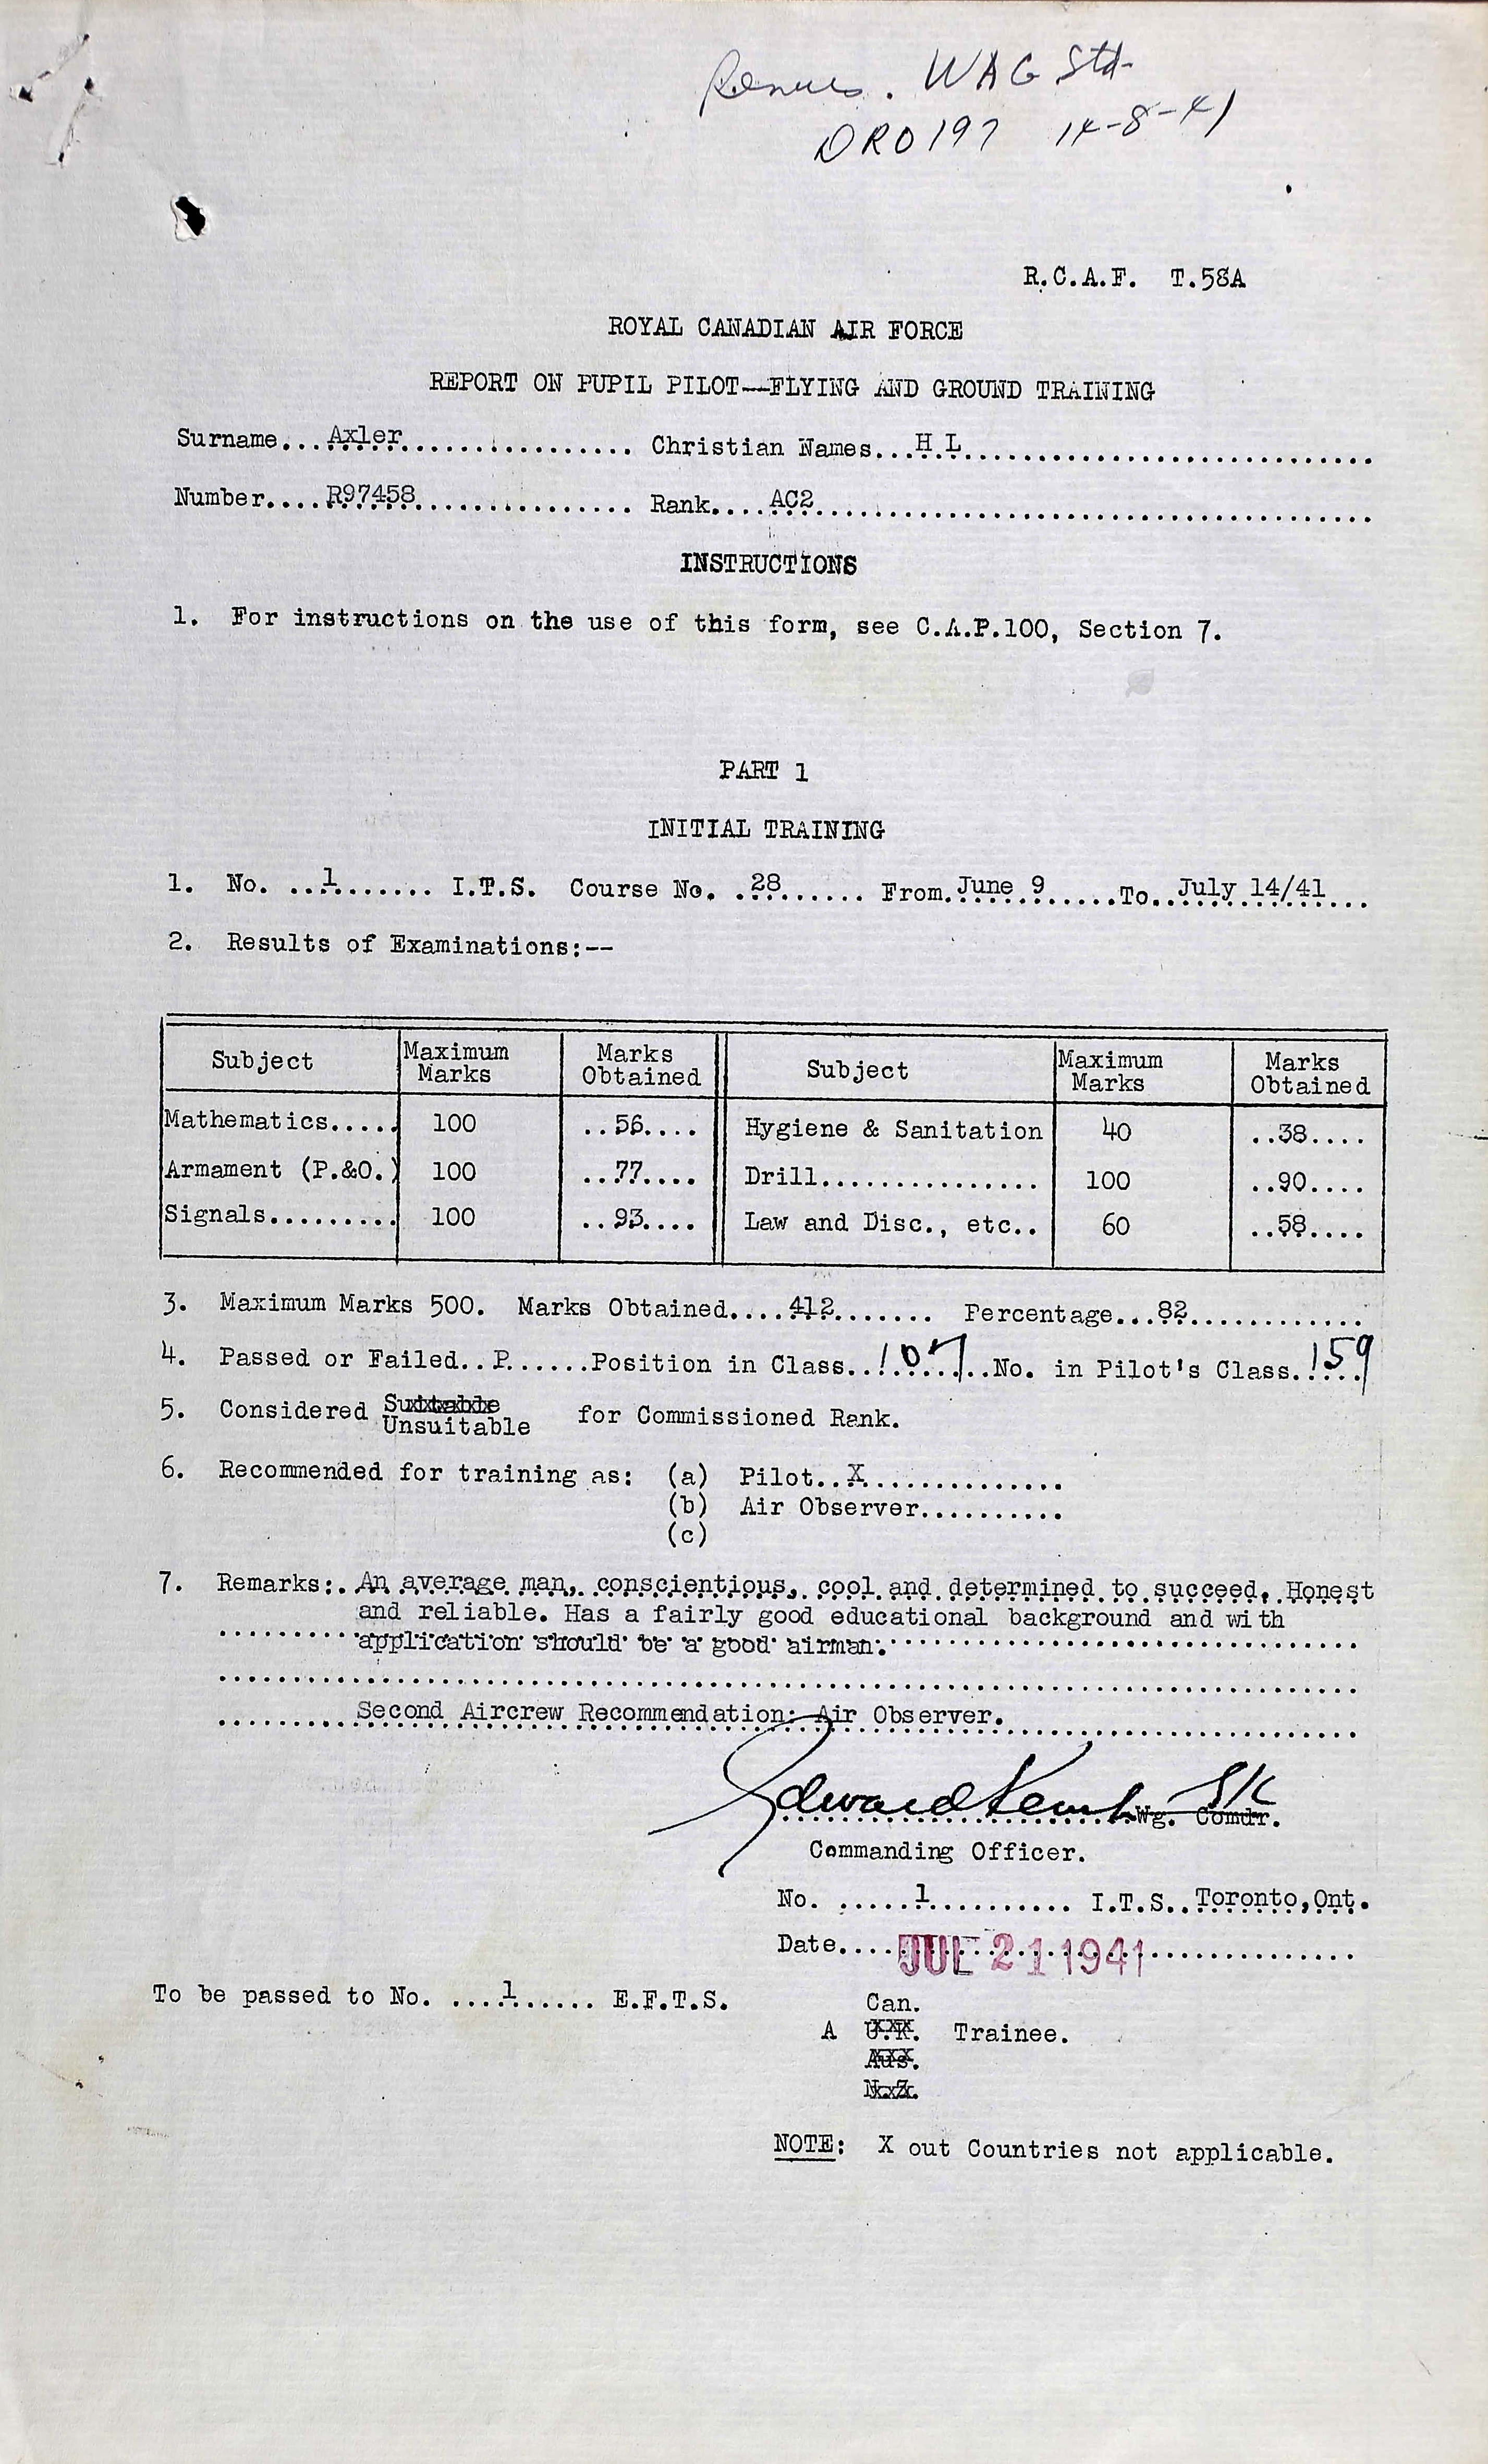 Remus. WAG Std-
DRO 197 14-8-41
R.C.A.F. T.58A
ROYAL CANADIAN AIR FORCE
REPORT ON PUPIL PILOT--FLYING AND GROUND TRAINING
Surname...Axler.................... Christian Names...H L..............................
Number....R97458.................. Rank....AC2........................................
INSTRUCTIONS
1. For instructions on the use of this form, see C.A.P.100, Section 7.
PART 1
INITIAL TRAINING
1. No. ..1....... I.T.S. Course No. .28....... From.June 9.....To..July 14/41...
2. Results of Examinations:--
Subject Maximum Marks Marks Obtained Subject Maximum Marks Marks Obtained
Mathematics..... 100 ..56.... Hygiene & Sanitation 40 ..38....
Armament (P.&O.) 100 ..77.... Drill............... 100 ..90....
Signals......... 100 ..93.... Law and Disc., etc.. 60 ..58....
3. Maximum Marks 500. Marks Obtained....412....... Percentage...82............
4. Passed or Failed..P......Position in Class..107..No. in Pilot's Class.159
5. Considered Suitable
Unsuitable for Commissioned Rank.
6. Recommended for training as: (a) Pilot..X..............
(b) Air Observer..........
(c)
7. Remarks:. An average man, conscientious, cool and determined to succeed. Honest
and reliable. Has a fairly good educational background and with
application should be a good airman.
Second Aircrew Recommendation: Air Observer.
Edward Kemp S/L
Wg. Comdr.
Commanding Officer.
No. .....1.......... I.T.S..Toronto,Ont.
Date....JUL 21 1941
To be passed to No. ....1...... E.F.T.S.
Can.
A U.K. Trainee.
Aus.
N.Z.
NOTE: X out Countries not applicable.